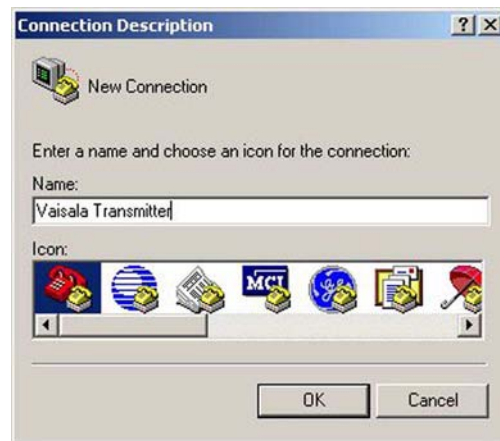 Connection Description
New Connection
Enter a name and choose an icon for the connection:
Name:
Vaisala Transmitter
Icon:
MCI
OK
Cancel